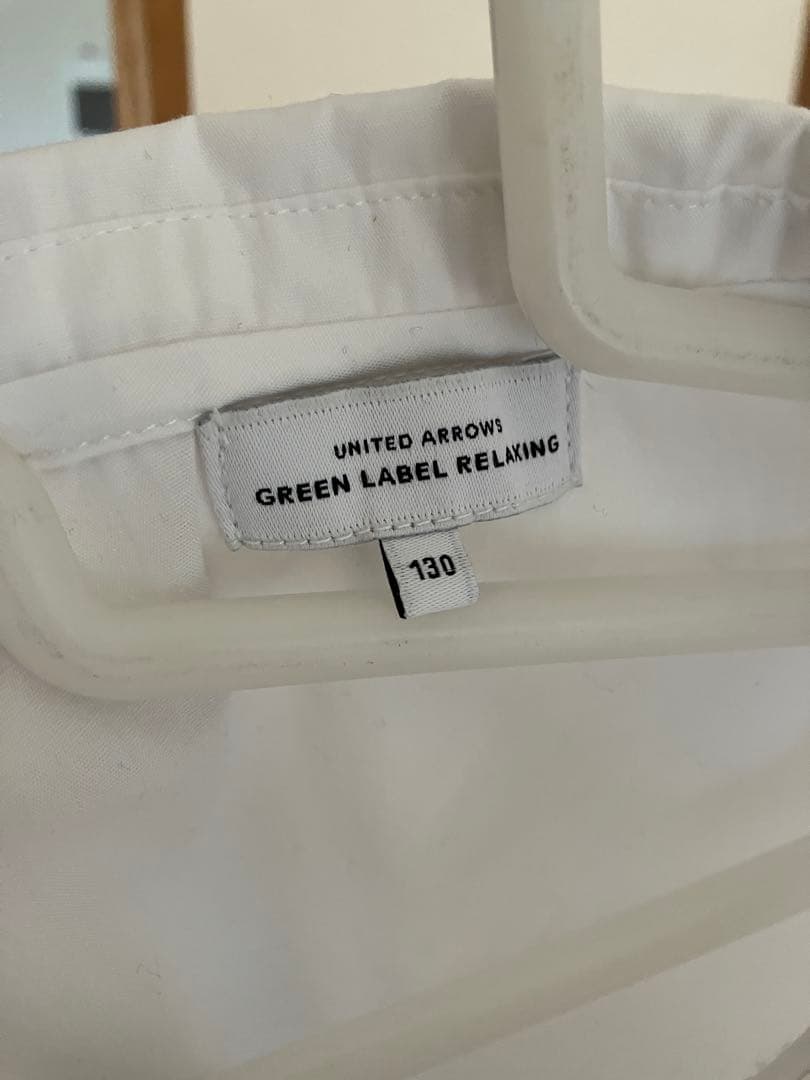 UNITED ARROWS
GREEN LABEL RELAXING
130